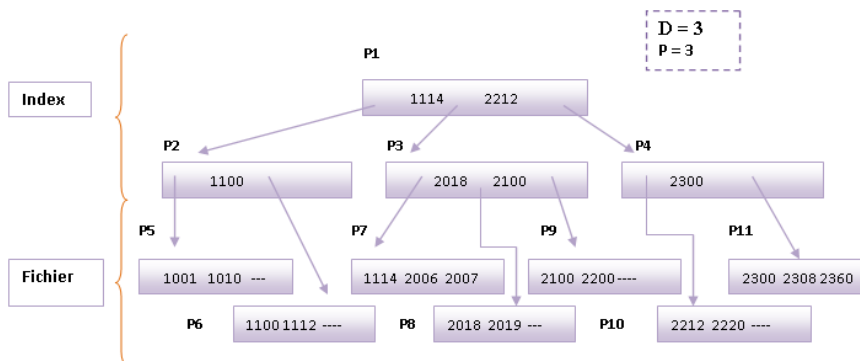 D = 3
P = 3
P1
Index
1114 2212
P2 P3 P4
1100 2018 2100 2300
P5 P7 P9 P11
Fichier
1001 1010 --- 1114 2006 2007 2100 2200---- 2300 2308 2360
P6 1100 1112 ---- P8 2018 2019 --- P10 2212 2220 ----